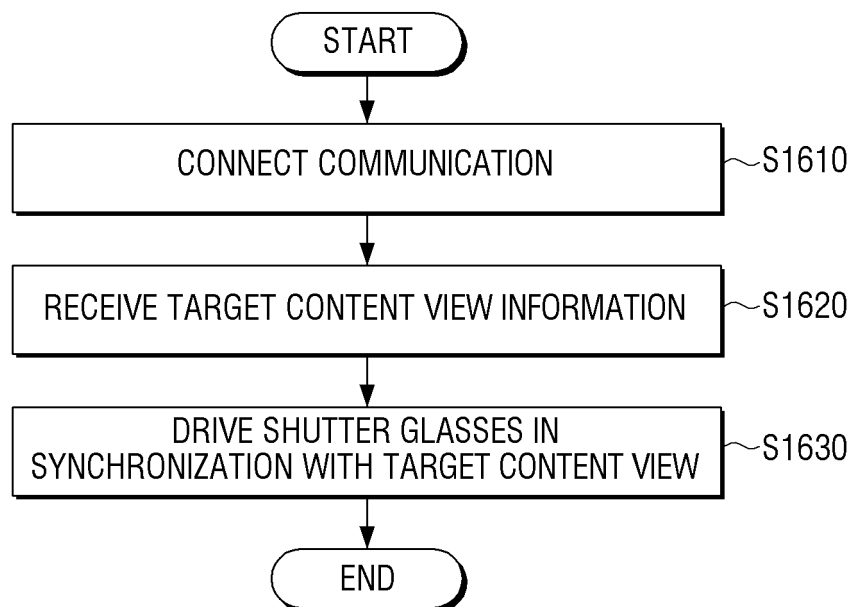 START
CONNECT COMMUNICATION
S1610
RECEIVE TARGET CONTENT VIEW INFORMATION
S1620
DRIVE SHUTTER GLASSES IN
SYNCHRONIZATION WITH TARGET CONTENT VIEW
S1630
END